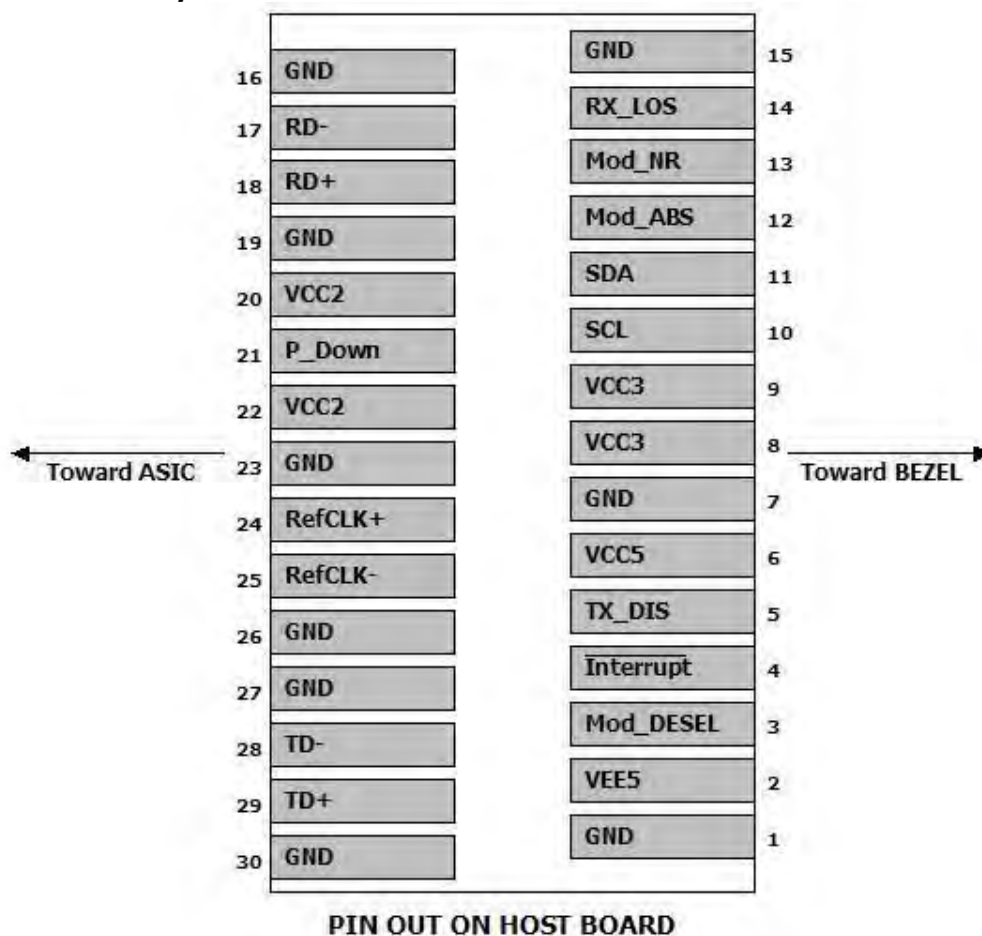 16 GND
17 RD-
18 RD+
19 GND
20 VCC2
21 P_Down
22 VCC2
23 GND
24 RefCLK+
25 RefCLK-
26 GND
27 GND
28 TD-
29 TD+
30 GND
GND 15
RX_LOS 14
Mod_NR 13
Mod_ABS 12
SDA 11
SCL 10
VCC3 9
VCC3 8
GND 7
VCC5 6
TX_DIS 5
Interrupt 4
Mod_DESEL 3
VEE5 2
GND 1
Toward ASIC
Toward BEZEL
PIN OUT ON HOST BOARD